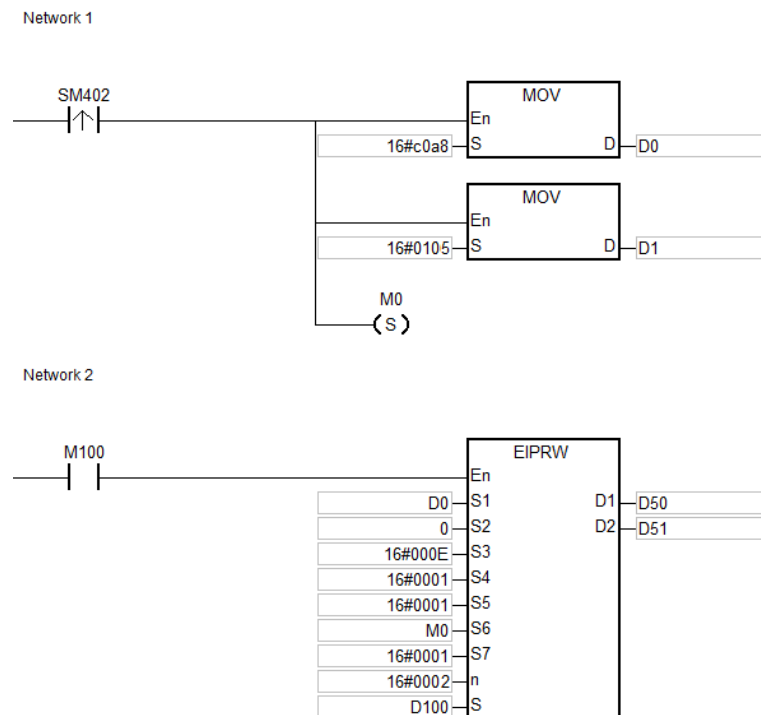 Network 1
SM402
MOV
En
16#c0a8 S D D0
MOV
En
16#0105 S D D1
M0
S
Network 2
M100
EIPRW
En
D0 S1 D1 D50
0 S2 D2 D51
16#000E S3
16#0001 S4
16#0001 S5
M0 S6
16#0001 S7
16#0002 n
D100 S